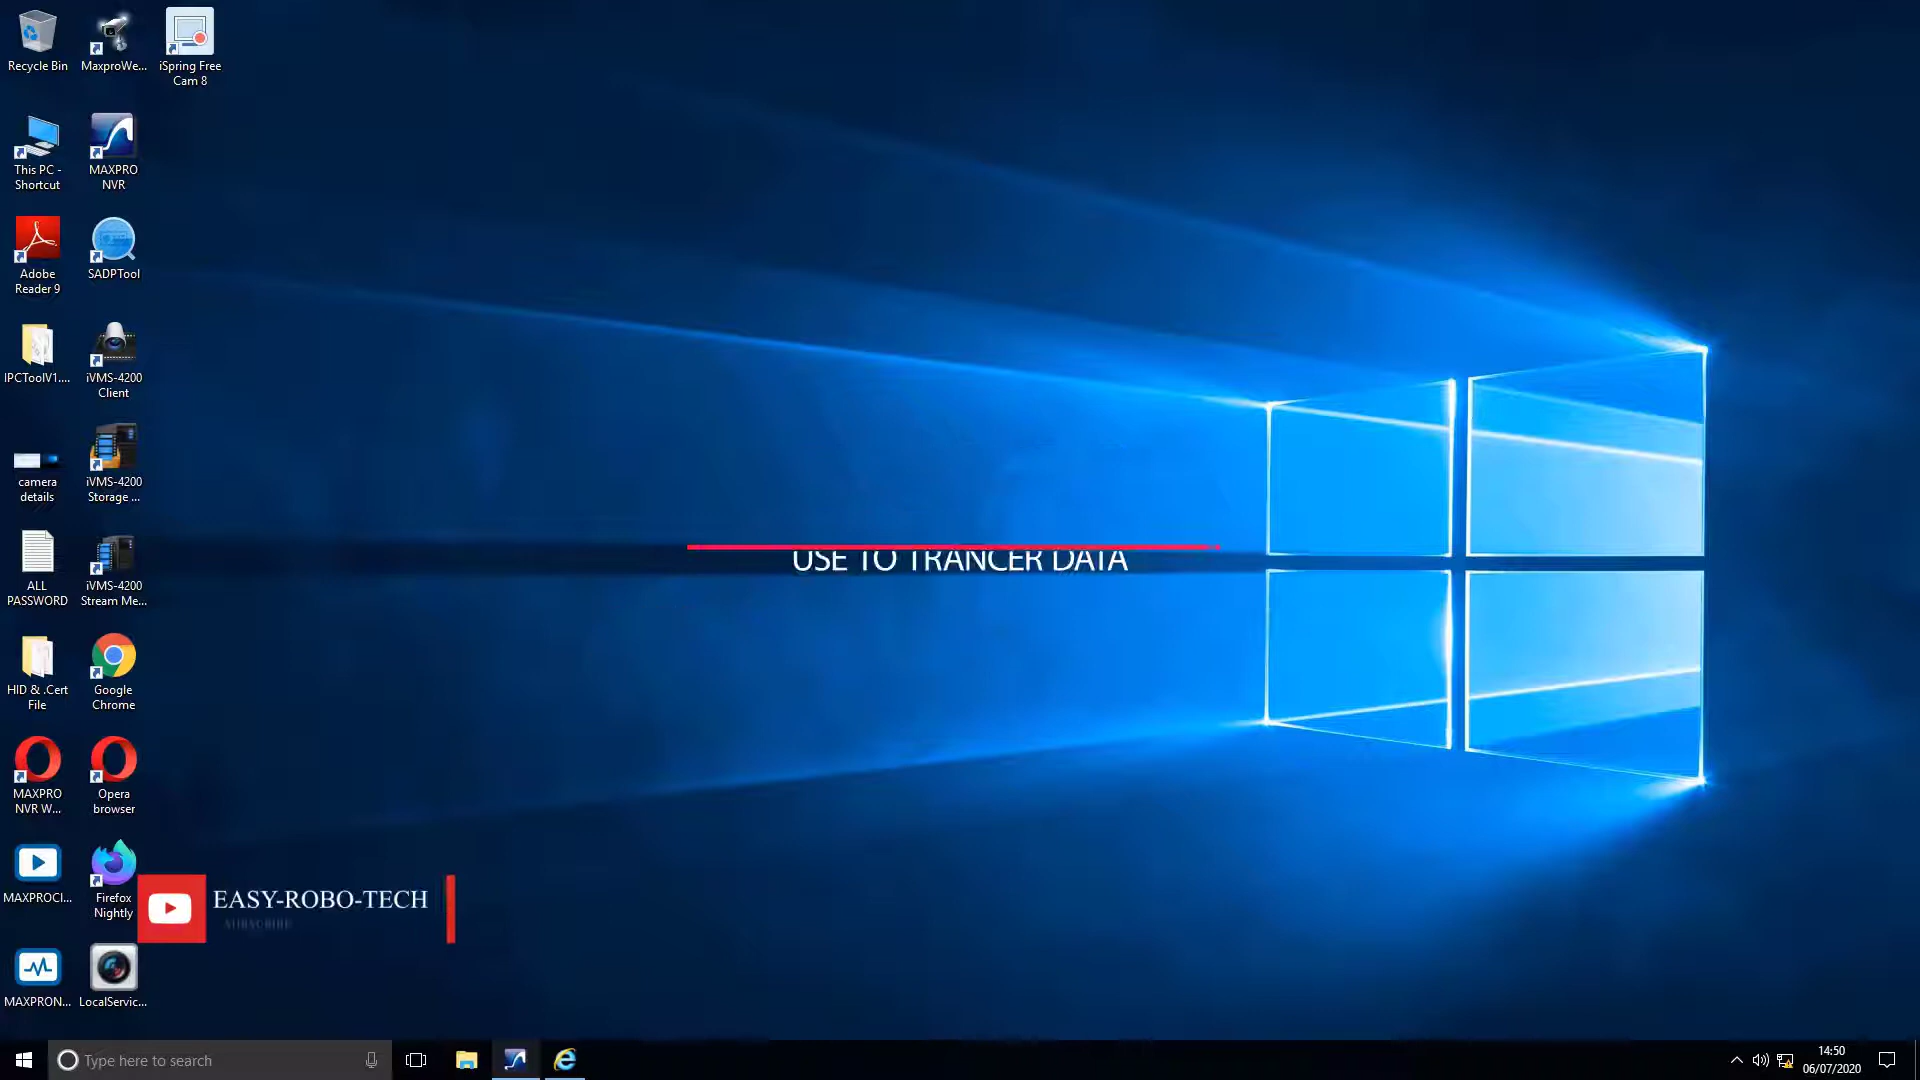 Recycle Bin
MaxproWe...
iSpring Free
Cam 8
This PC -
Shortcut
MAXPRO
NVR
Adobe
Reader 9
SADPTool
IPCToolV1....
iVMS-4200
Client
camera
details
iVMS-4200
Storage ...
USE TO TRANCER DATA
ALL
PASSWORD
iVMS-4200
Stream Me...
HID & .Cert
File
Google
Chrome
MAXPRO
NVR W...
Opera
browser
MAXPROCl...
Firefox
Nightly
EASY-ROBO-TECH
SUBSCRIBE
MAXPRON...
LocalServic...
Type here to search
14:50
06/07/2020